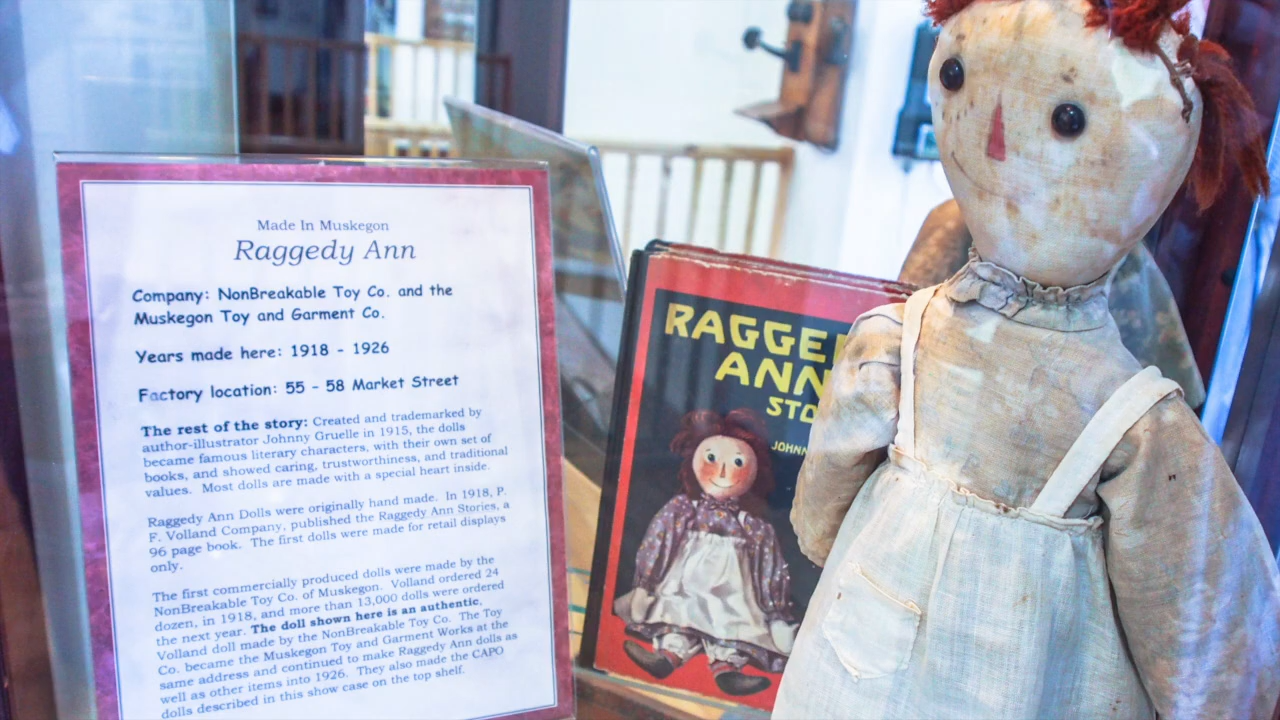 Made In Muskegon
Raggedy Ann
Company: NonBreakable Toy Co. and the
Muskegon Toy and Garment Co.
Years made here: 1918 - 1926
Factory location: 55 - 58 Market Street
The rest of the story: Created and trademarked by
author-illustrator Johnny Gruelle in 1915, the dolls
became famous literary characters, with their own set of
books, and showed caring, trustworthiness, and traditional
values. Most dolls are made with a special heart inside.
Raggedy Ann Dolls were originally hand made. In 1918, P.
F. Volland Company, published the Raggedy Ann Stories, a
96 page book. The first dolls were made for retail displays
only.
The first commercially produced dolls were made by the
NonBreakable Toy Co. of Muskegon. Volland ordered 24
dozen, in 1918, and more than 13,000 dolls were ordered
the next year. The doll shown here is an authentic,
Volland doll made by the NonBreakable Toy Co. The Toy
Co. became the Muskegon Toy and Garment Works at the
same address and continued to make Raggedy Ann dolls as
well as other items into 1926. They also made the CAPO
dolls described in this show case on the top shelf.
RAGGE
ANN
STO
JOHN